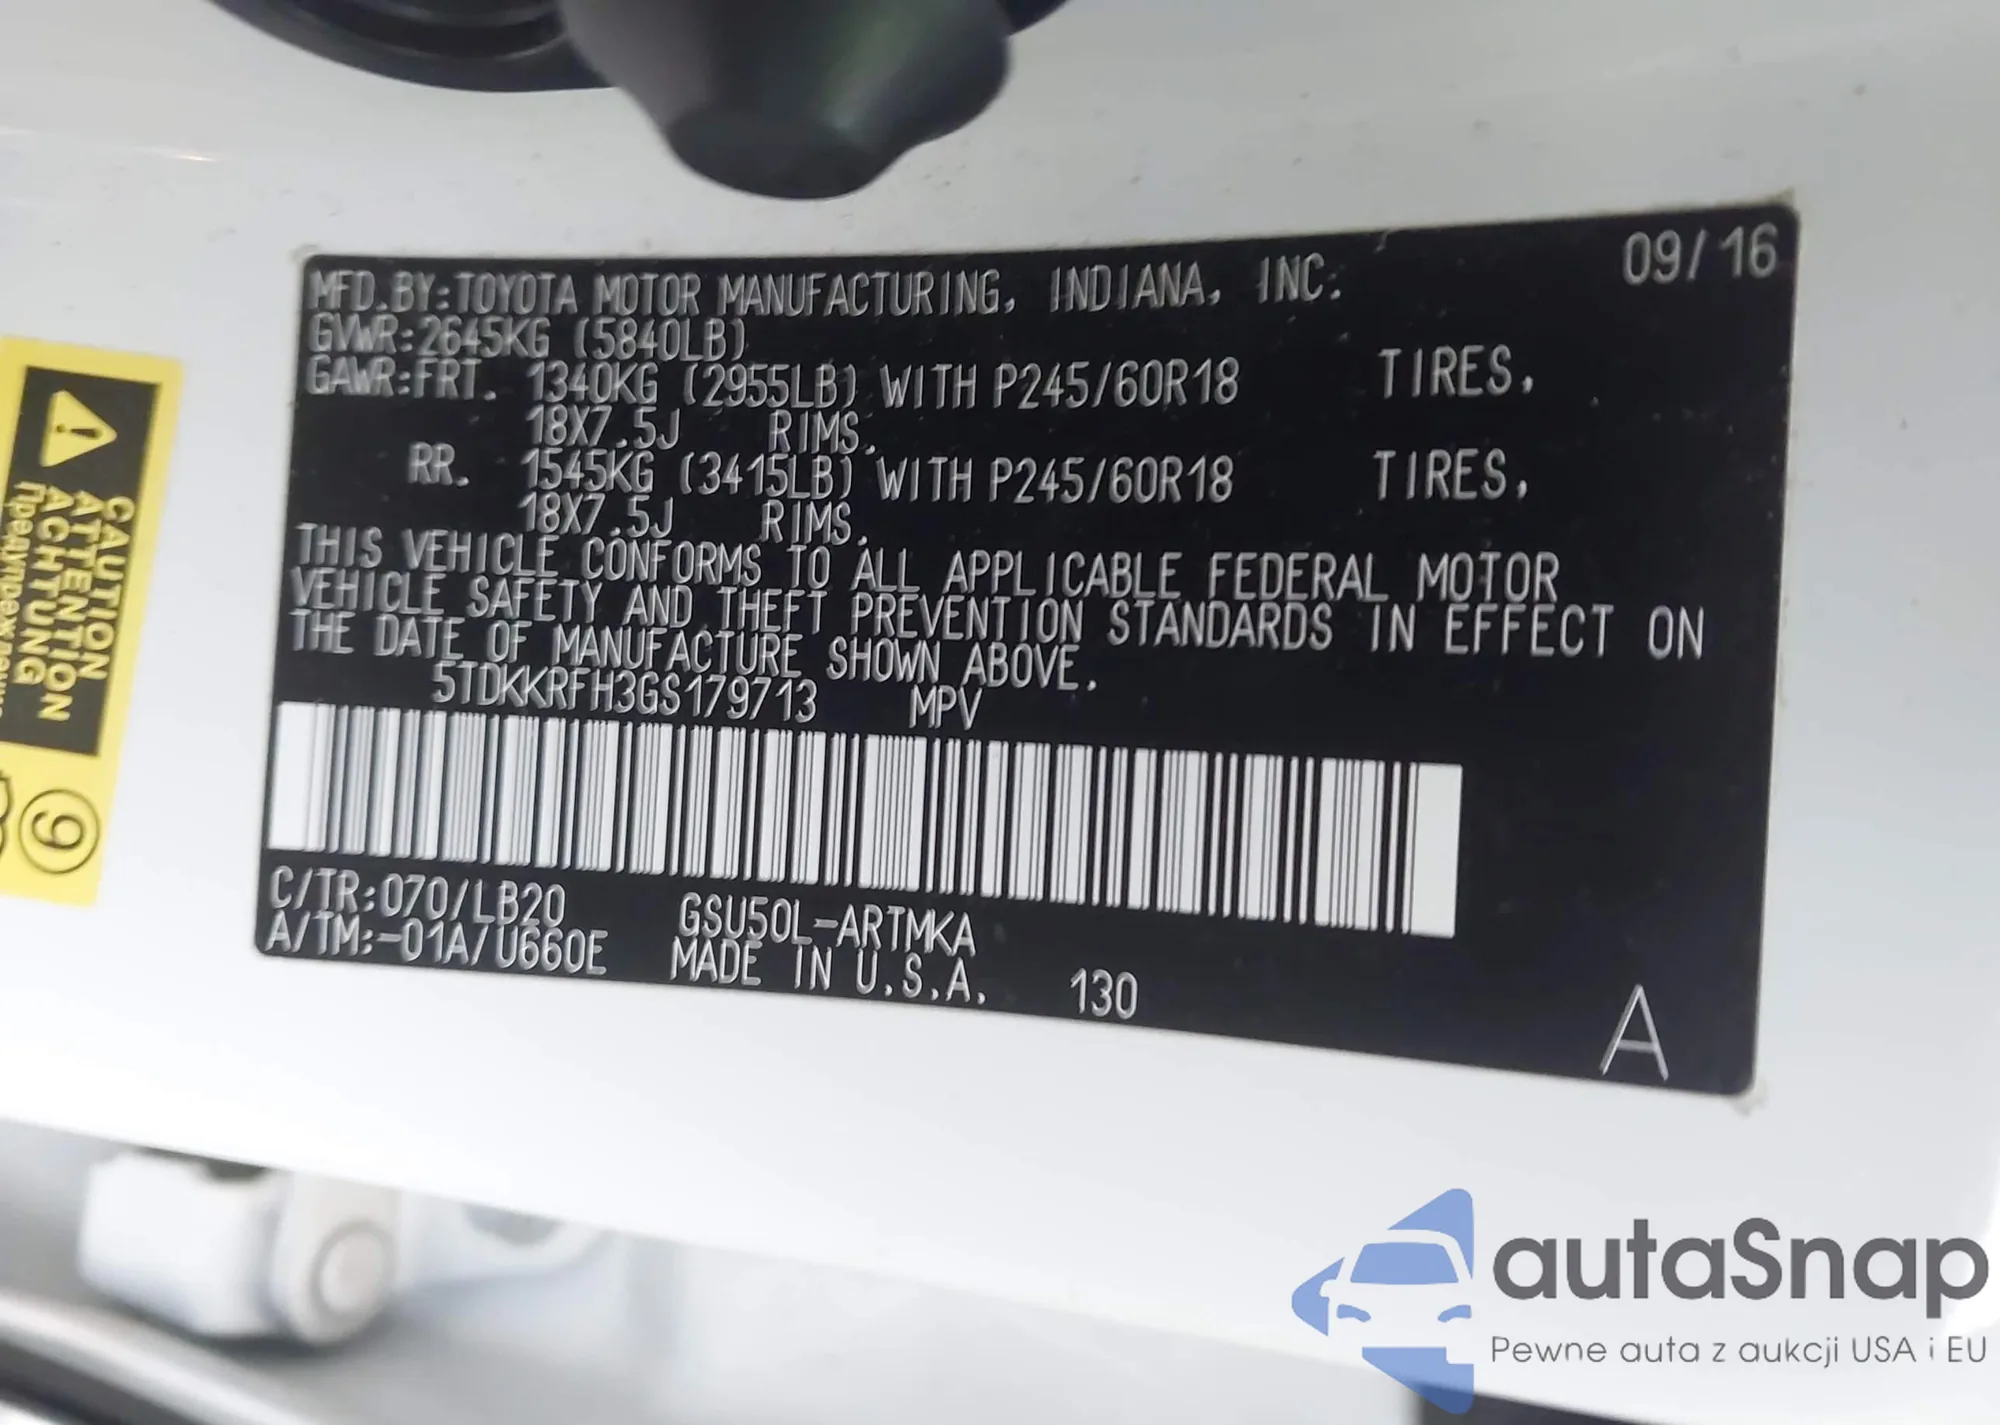 09/16
MFD.BY:TOYOTA MOTOR MANUFACTURING, INDIANA, INC.
GVWR:2645KG (5840LB)
GAWR:FRT. 1340KG (2955LB) WITH P245/60R18 TIRES,
18X7.5J RIMS,
RR. 1545KG (3415LB) WITH P245/60R18 TIRES,
18X7.5J RIMS.
THIS VEHICLE CONFORMS TO ALL APPLICABLE FEDERAL MOTOR
VEHICLE SAFETY AND THEFT PREVENTION STANDARDS IN EFFECT ON
THE DATE OF MANUFACTURE SHOWN ABOVE.
5TDKKRFH3GS179713 MPV
C/TR:070/LB20 GSU50L-ARTMKA
A/TM:-01A/U660E MADE IN U.S.A. 130
A
CAUTION
ATTENTION
ACHTUNG
9
autaSnap
Pewne auta z aukcji USA i EU